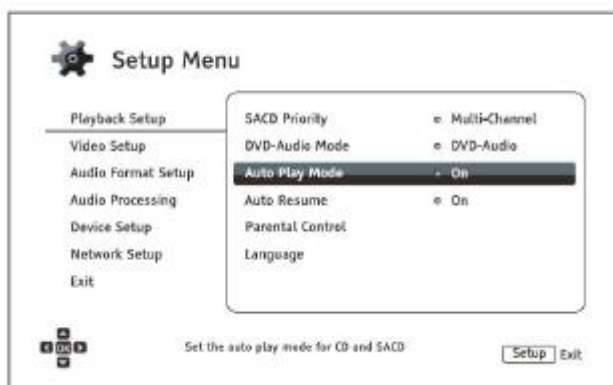 Setup Menu
Playback Setup
Video Setup
Audio Format Setup
Audio Processing
Device Setup
Network Setup
Exit
SACD Priority Multi-Channel
DVD-Audio Mode DVD-Audio
Auto Play Mode On
Auto Resume On
Parental Control
Language
OK
Set the auto play mode for CD and SACD
Setup Exit